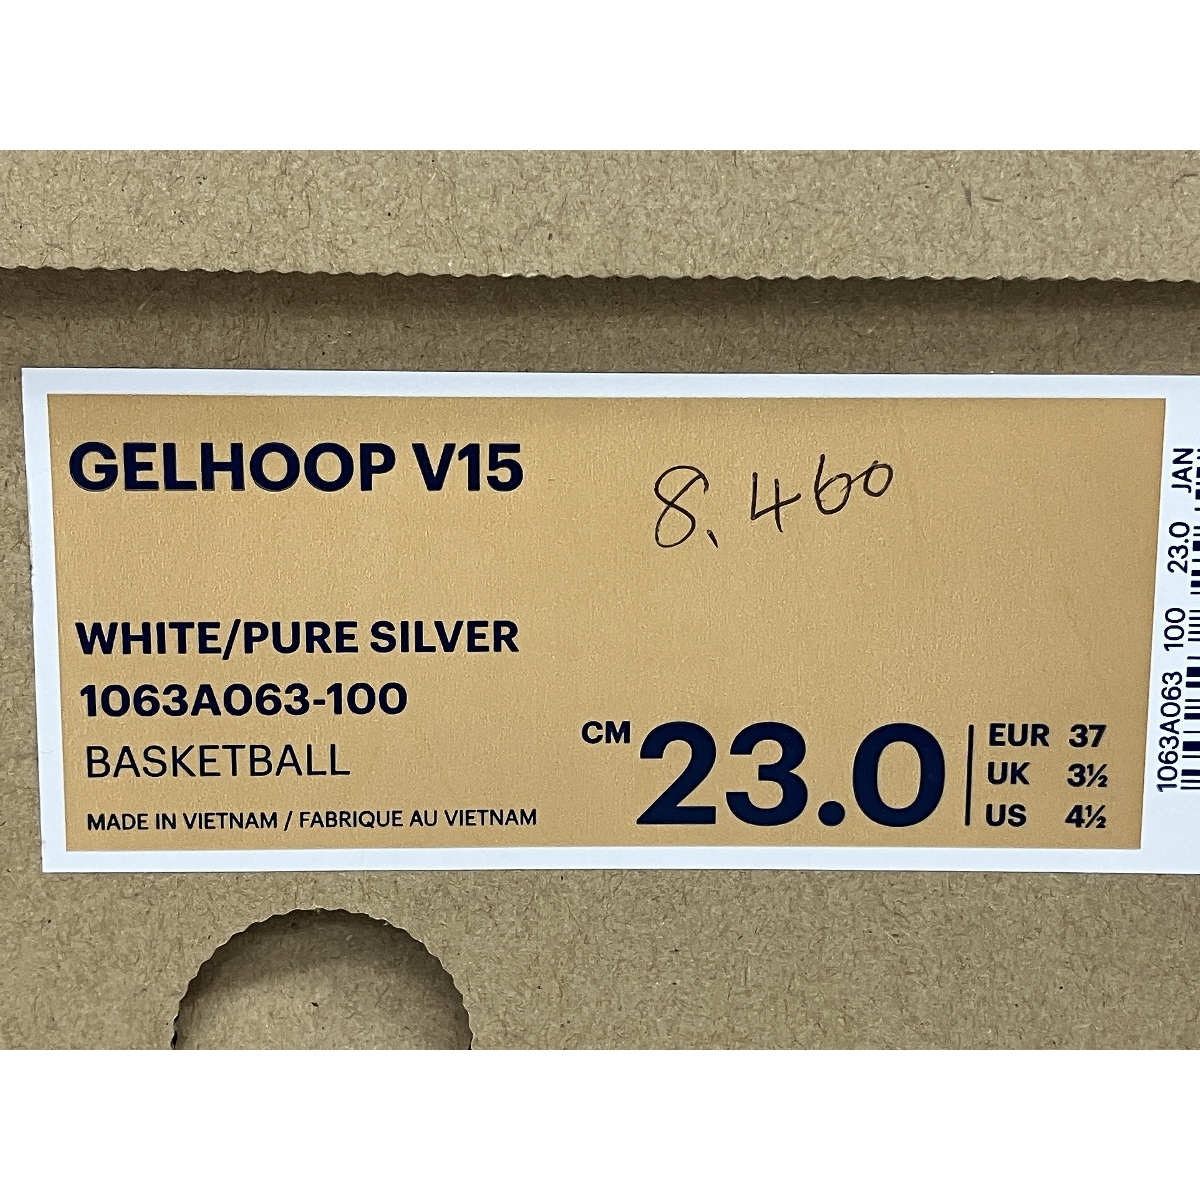 GELHOOP V15
8,460
WHITE/PURE SILVER
1063A063-100
BASKETBALL
MADE IN VIETNAM / FABRIQUE AU VIETNAM
CM 23.0
EUR 37
UK 3½
US 4½
1063A063 100 23.0 JAN